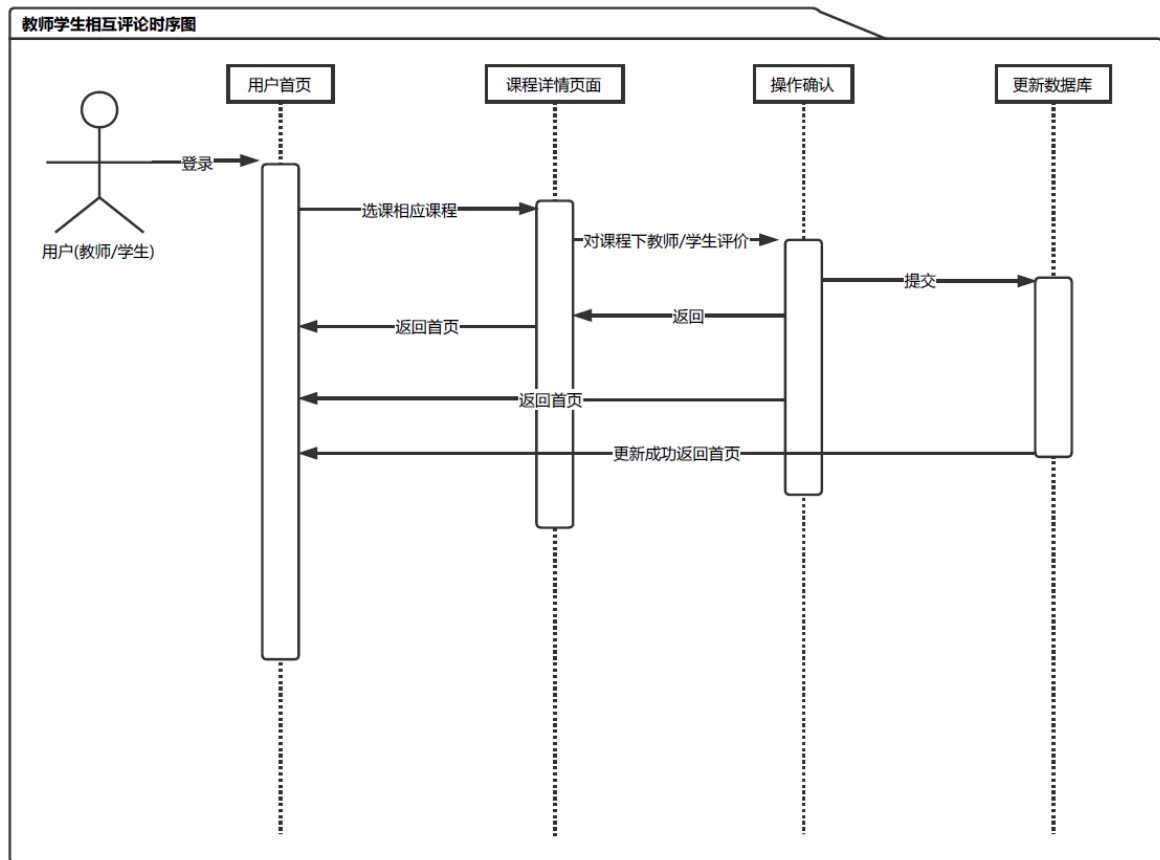 教师学生相互评论时序图
用户首页
课程详情页面
操作确认
更新数据库
登录
用户(教师/学生)
选课相应课程
对课程下教师/学生评价
提交
返回
返回首页
返回首页
更新成功返回首页